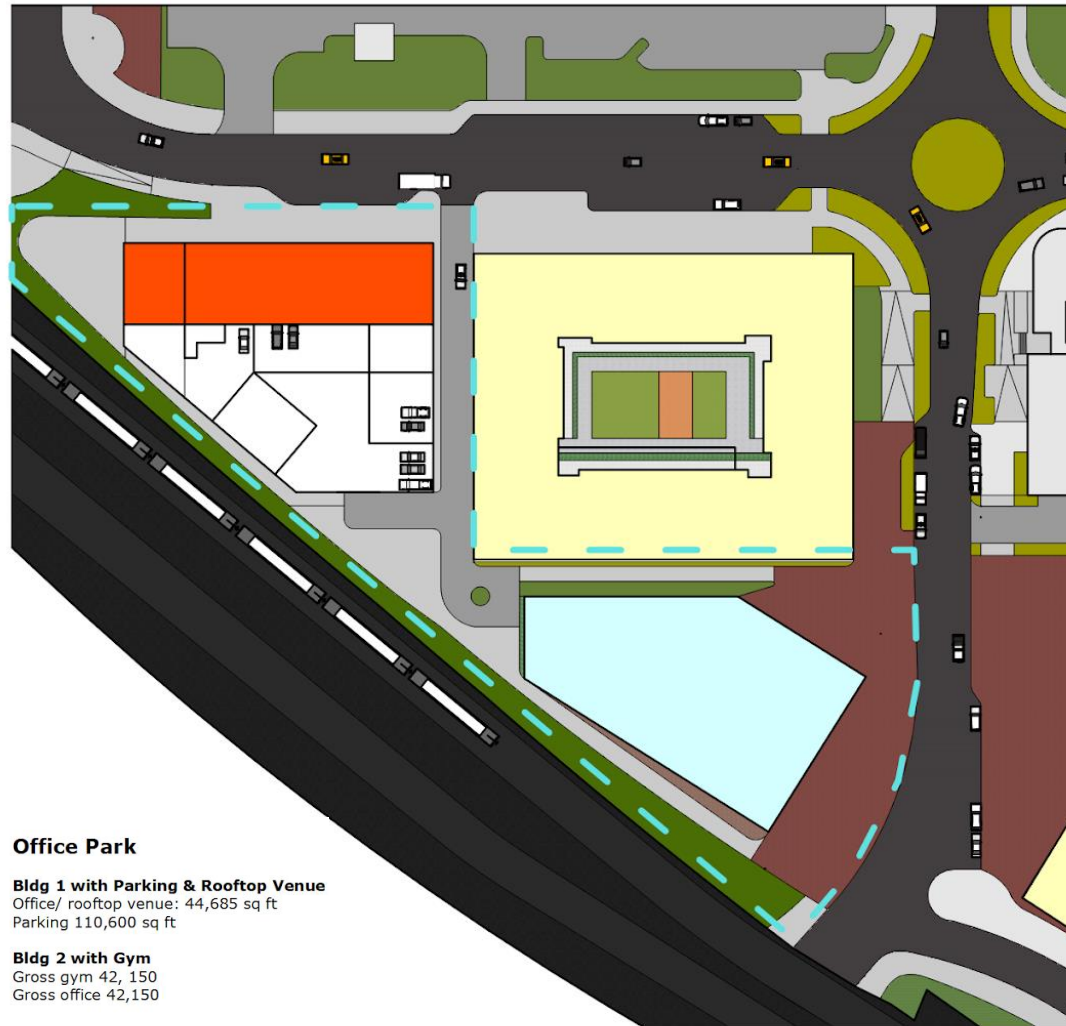 Office Park
Bldg 1 with Parking & Rooftop Venue
Office/ rooftop venue: 44,685 sq ft
Parking 110,600 sq ft
Bldg 2 with Gym
Gross gym 42, 150
Gross office 42,150